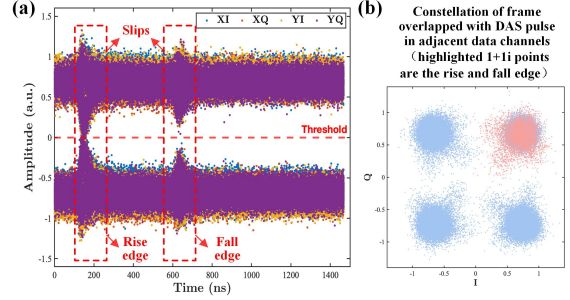 (a)
XI XQ YI YQ
Slips
Threshold
Rise
edge
Fall
edge
Amplitude (a.u.)
1.5
1
0.5
0
-0.5
-1
-1.5
0 200 400 600 800 1000 1200 1400
Time (ns)
(b)
Constellation of frame
overlapped with DAS pulse
in adjacent data channels
（highlighted 1+1i points
are the rise and fall edge）
Q
1
0.5
0
-0.5
-1
-1 -0.5 0 0.5 1
I